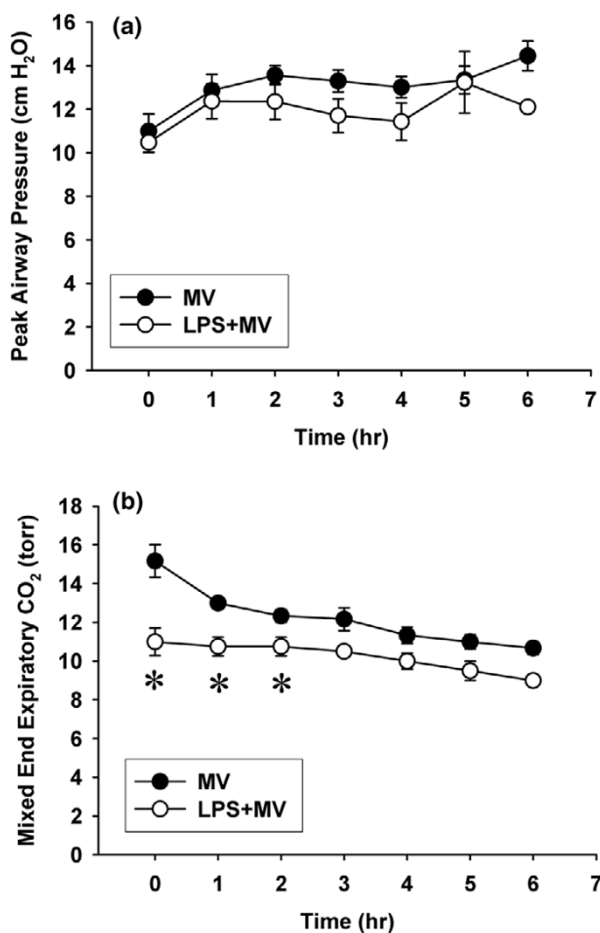 (a)
Peak Airway Pressure (cm H₂O)
16
14
12
10
8
6
4
2
0
MV
LPS+MV
0 1 2 3 4 5 6 7
Time (hr)
(b)
Mixed End Expiratory CO₂ (torr)
18
16
14
12
10
8
6
4
2
0
* * *
MV
LPS+MV
0 1 2 3 4 5 6 7
Time (hr)